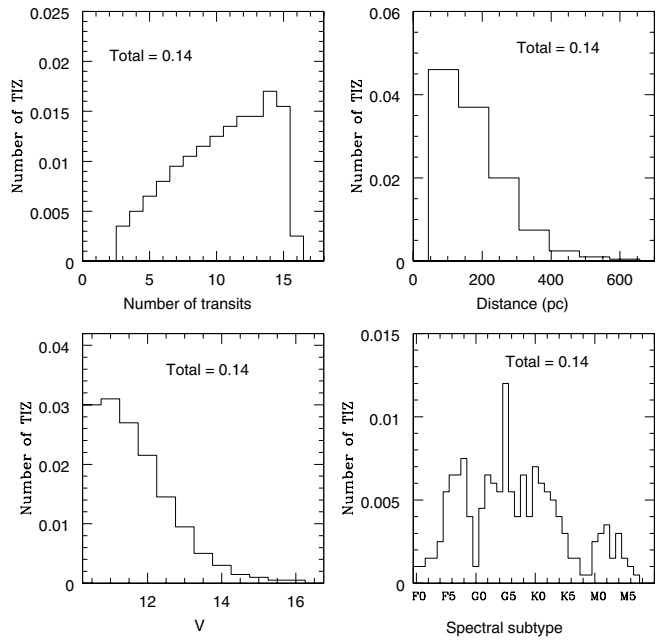 0.025
0.02
0.015
0.01
0.005
0
Number of TIZ
Total = 0.14
0 5 10 15
Number of transits
0.06
0.04
0.02
0
Number of TIZ
Total = 0.14
0 200 400 600
Distance (pc)
0.04
0.03
0.02
0.01
0
Number of TIZ
Total = 0.14
12 14 16
V
0.015
0.01
0.005
0
Number of TIZ
Total = 0.14
F0 F5 G0 G5 K0 K5 M0 M5
Spectral subtype